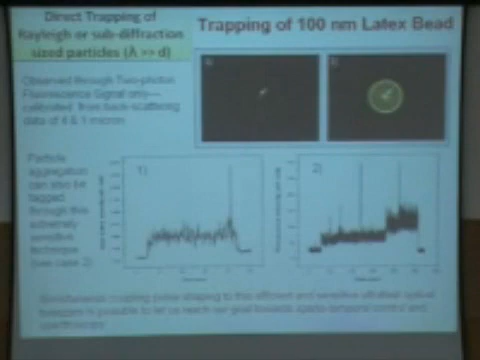 Direct Trapping of
Rayleigh or sub-diffraction
sized particles (λ >> d)
Trapping of 100 nm Latex Bead
Observed through Two-photon
Fluorescence Signal only—
calibrated from back-scattering
data of 4 & 1 micron
Particle
aggregation
can also be
tagged
through this
extremely
sensitive
technique
(see case 2)
1)
2)
Simultaneous coupling pulse shaping to this efficient and sensitive ultrafast optical
tweezers is possible to let us reach our goal towards spatio-temporal control and